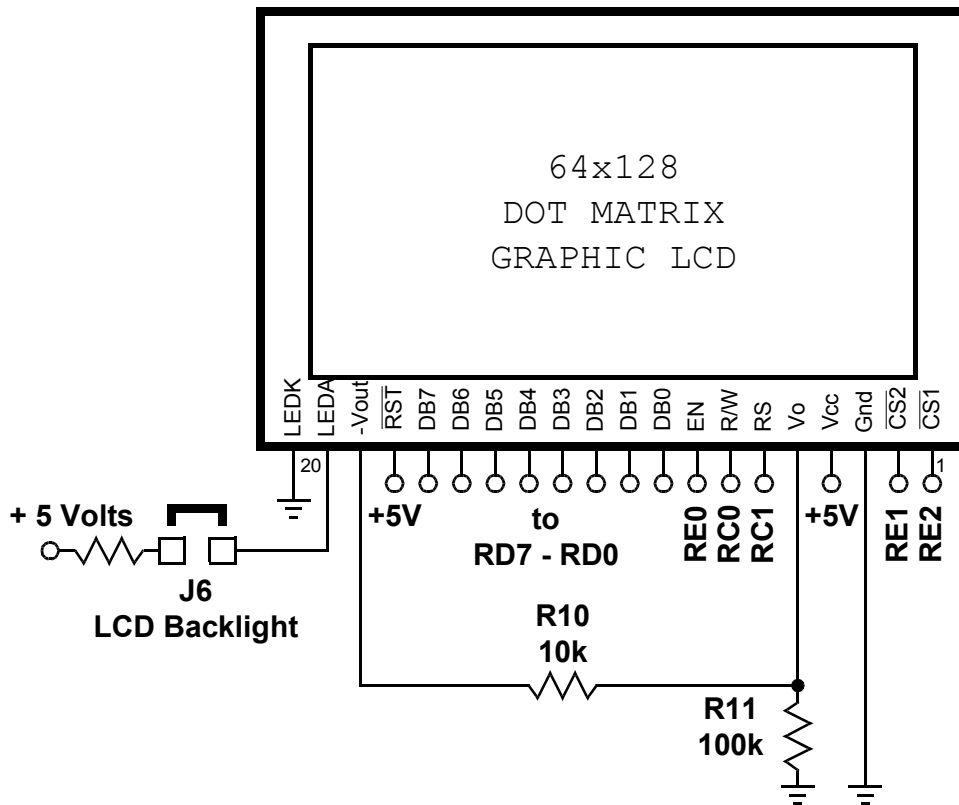 64x128
DOT MATRIX
GRAPHIC LCD
LEDK
LEDA
-Vout
RST
DB7
DB6
DB5
DB4
DB3
DB2
DB1
DB0
EN
R/W
RS
Vo
Vcc
Gnd
CS2
CS1
20
1
+ 5 Volts
+5V
to
RD7 - RD0
RE0
RC0
RC1
+5V
RE1
RE2
J6
LCD Backlight
R10
10k
R11
100k